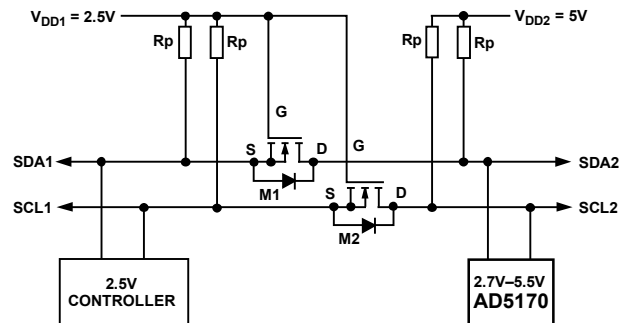 VDD1 = 2.5V
VDD2 = 5V
Rp
Rp
Rp
Rp
G
G
S
D
SDA1
SDA2
M1
S
D
SCL1
SCL2
M2
2.5V
CONTROLLER
2.7V–5.5V
AD5170